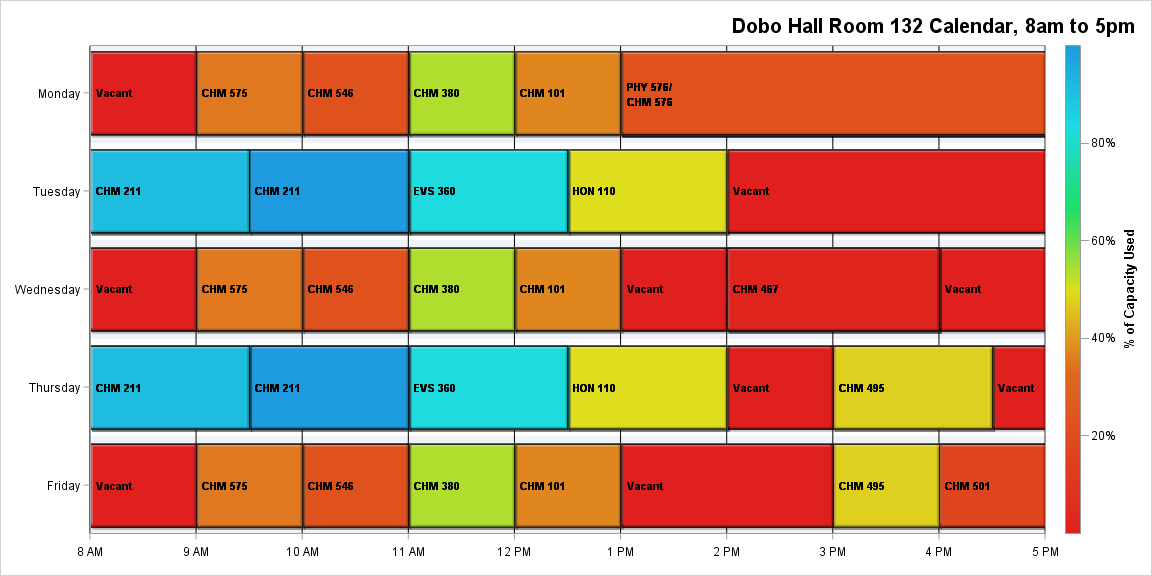 Dobo Hall Room 132 Calendar, 8am to 5pm
Monday
Vacant
CHM 575
CHM 546
CHM 380
CHM 101
PHY 576/
CHM 576
Tuesday
CHM 211
CHM 211
EVS 360
HON 110
Vacant
Wednesday
Vacant
CHM 575
CHM 546
CHM 380
CHM 101
Vacant
CHM 467
Vacant
Thursday
CHM 211
CHM 211
EVS 360
HON 110
Vacant
CHM 495
Vacant
Friday
Vacant
CHM 575
CHM 546
CHM 380
CHM 101
Vacant
CHM 495
CHM 501
8 AM
9 AM
10 AM
11 AM
12 PM
1 PM
2 PM
3 PM
4 PM
5 PM
80%
60%
40%
20%
% of Capacity Used